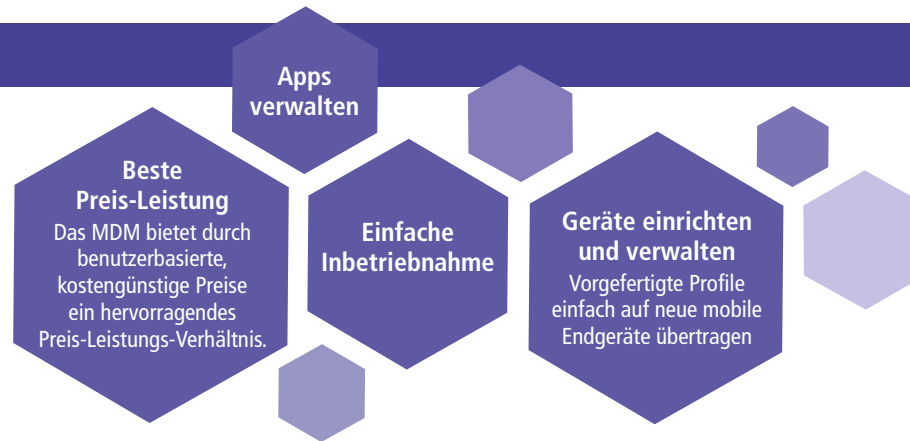 Apps
verwalten
Beste
Preis-Leistung
Das MDM bietet durch
benutzerbasierte,
kostengünstige Preise
ein hervorragendes
Preis-Leistungs-Verhältnis.
Einfache
Inbetriebnahme
Geräte einrichten
und verwalten
Vorgefertigte Profile
einfach auf neue mobile
Endgeräte übertragen